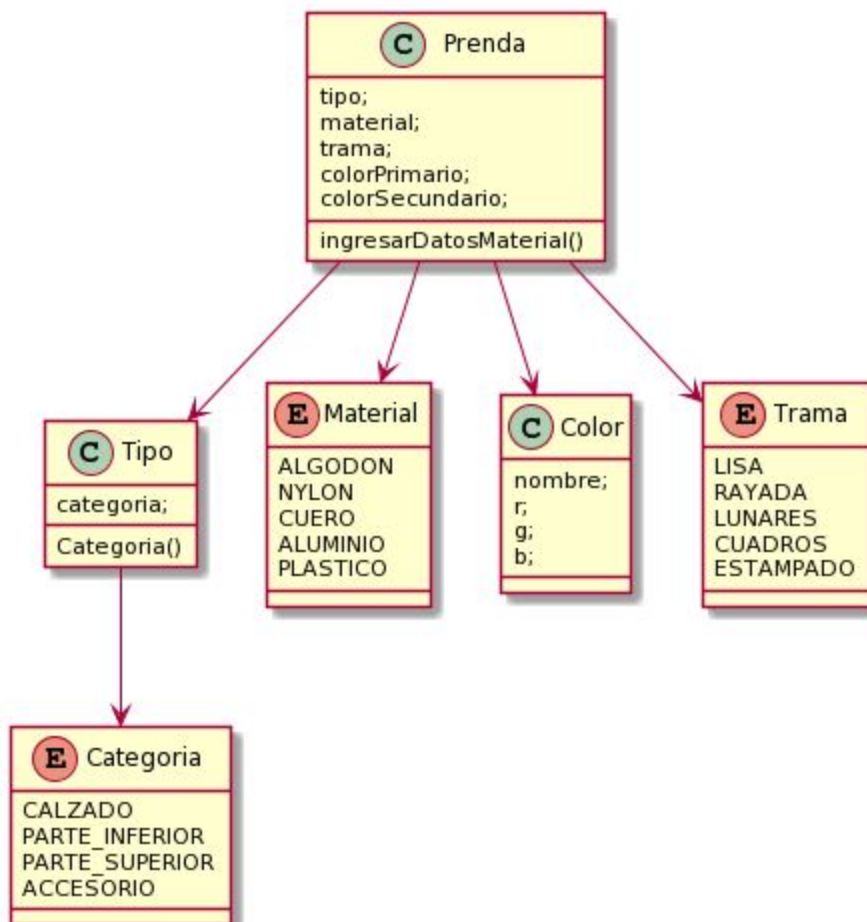 C Prenda
tipo;
material;
trama;
colorPrimario;
colorSecundario;
ingresarDatosMaterial()
C Tipo
categoria;
Categoria()
E Material
ALGODON
NYLON
CUERO
ALUMINIO
PLASTICO
C Color
nombre;
r;
g;
b;
E Trama
LISA
RAYADA
LUNARES
CUADROS
ESTAMPADO
E Categoria
CALZADO
PARTE_INFERIOR
PARTE_SUPERIOR
ACCESORIO